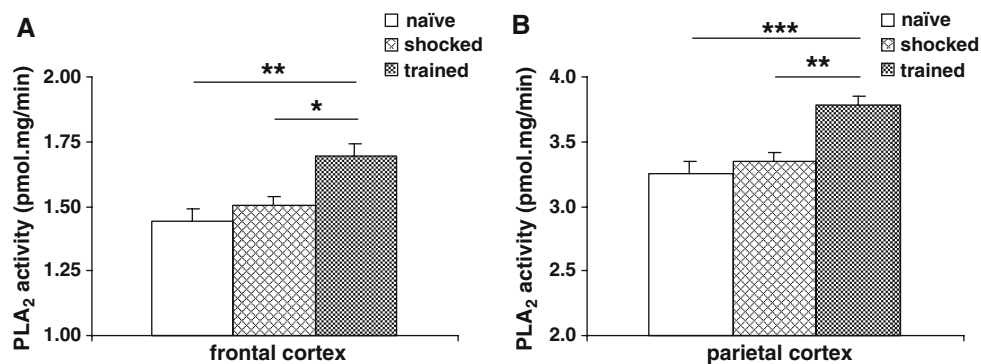 A
naïve
shocked
trained
PLA₂ activity (pmol.mg/min)
2.00
1.75
1.50
1.25
1.00
**
*
frontal cortex
B
naïve
shocked
trained
PLA₂ activity (pmol.mg/min)
4.0
3.5
3.0
2.5
2.0
***
**
parietal cortex